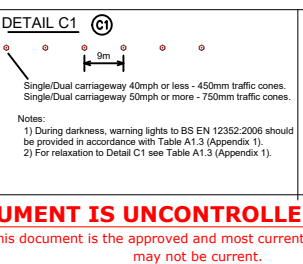 DETAIL C1 C1
9m
Single/Dual carriageway 40mph or less - 450mm traffic cones.
Single/Dual carriageway 50mph or more - 750mm traffic cones.
Notes:
1) During darkness, warning lights to BS EN 12352:2006 should
be provided in accordance with Table A1.3 (Appendix 1).
2) For relaxation to Detail C1 see Table A1.3 (Appendix 1).
UMENT IS UNCONTROLLE
his document is the approved and most current
may not be current.